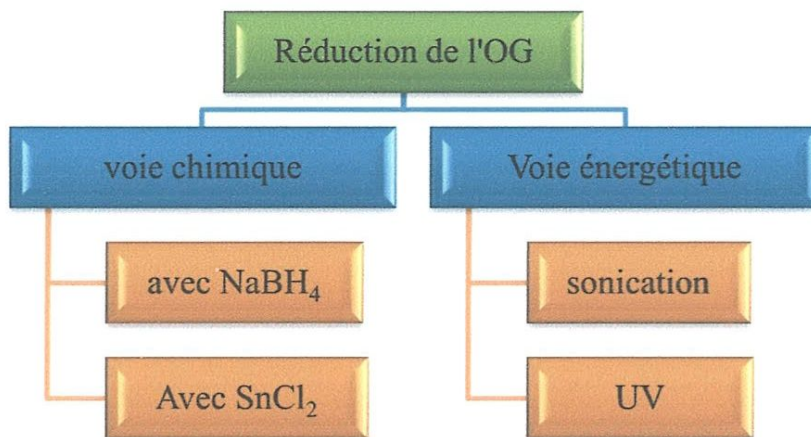 Réduction de l'OG
voie chimique
avec NaBH₄
Avec SnCl₂
Voie énergétique
sonication
UV